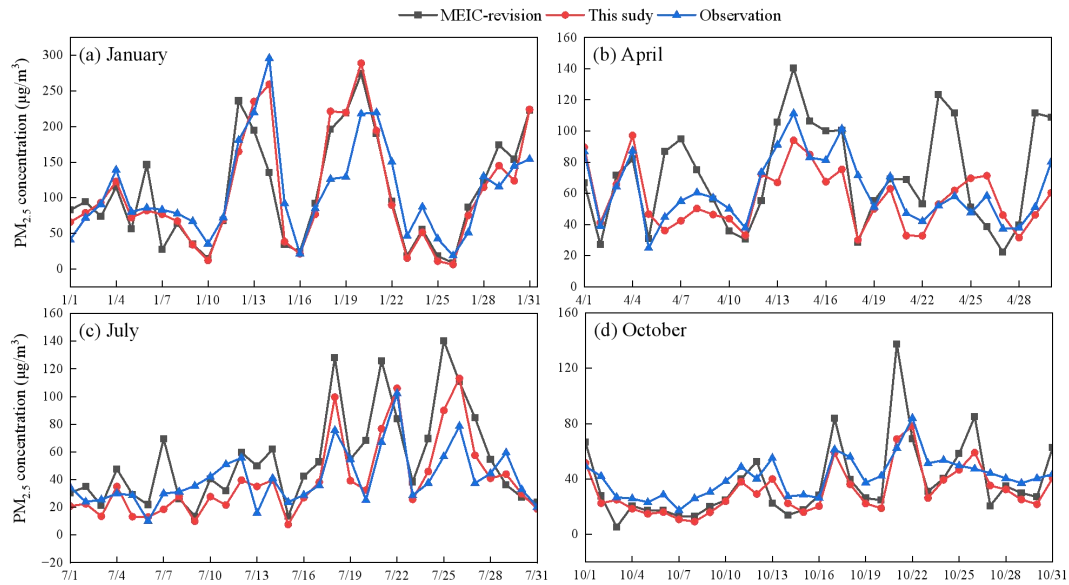 MEIC-revision This sudy Observation
(a) January
PM2.5 concentration (μg/m³)
300
250
200
150
100
50
0
1/1 1/4 1/7 1/10 1/13 1/16 1/19 1/22 1/25 1/28 1/31
(b) April
160
140
120
100
80
60
40
20
0
4/1 4/4 4/7 4/10 4/13 4/16 4/19 4/22 4/25 4/28
(c) July
PM2.5 concentration (μg/m³)
160
140
120
100
80
60
40
20
0
−20
7/1 7/4 7/7 7/10 7/13 7/16 7/19 7/22 7/25 7/28 7/31
(d) October
160
120
80
40
0
10/1 10/4 10/7 10/10 10/13 10/16 10/19 10/22 10/25 10/28 10/31